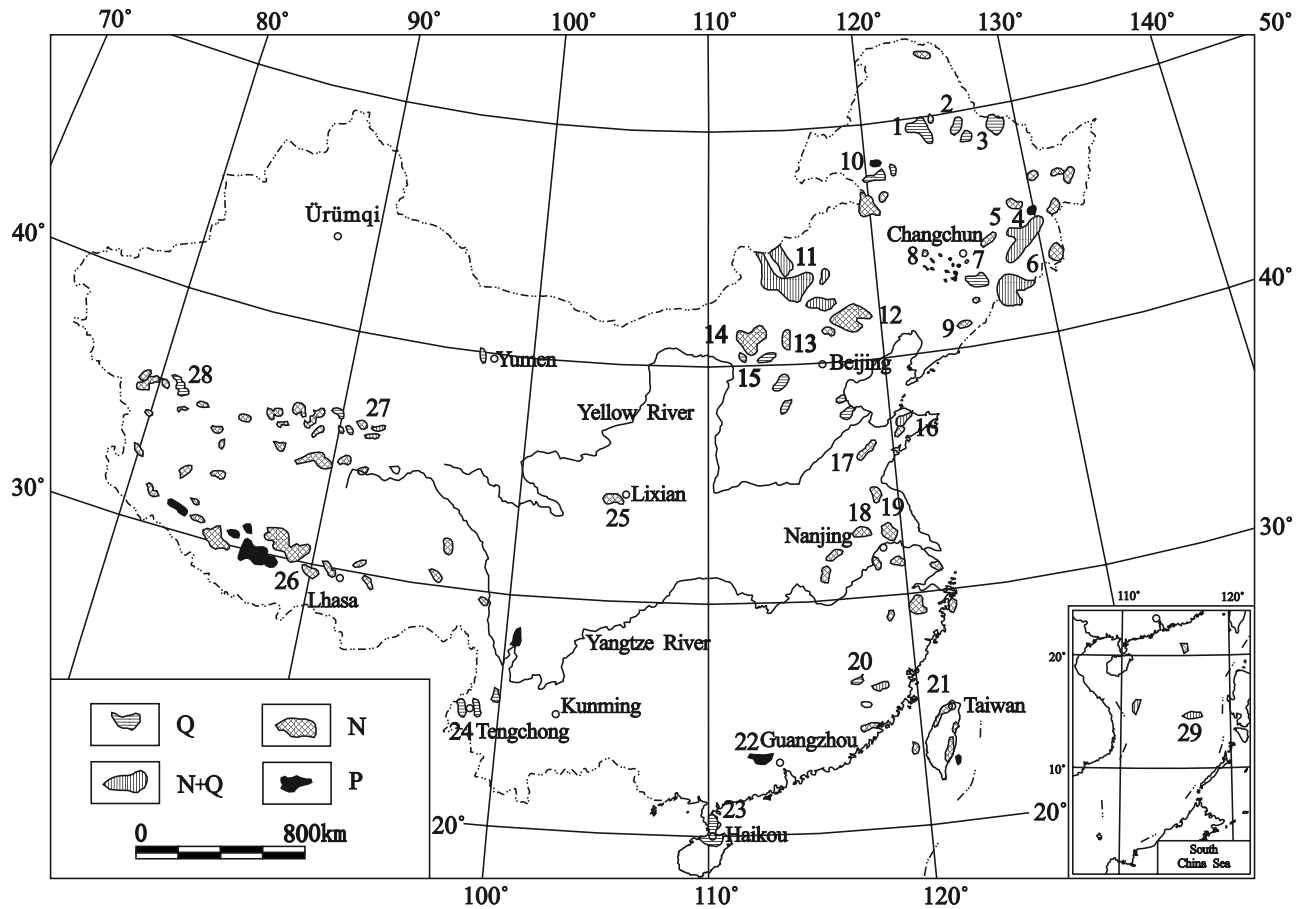 70° 80° 90° 100° 110° 120° 130° 140° 50°
2
1
3
10
Ürümqi
5 4
40°
Changchun
8 7
11
6
40°
12
9
14
13
Yumen
Beijing
15
28
27
Yellow River
16
17
30°
Lixian
25
18 19
30°
Nanjing
26
Lhasa
110° 120°
Yangtze River
20°
20
21
Taiwan
Kunming
24 Tengchong
22 Guangzhou
29
Q
N
10°
N+Q
P
23
20°
20°
0 800km
Haikou
South
China Sea
100° 110° 120°